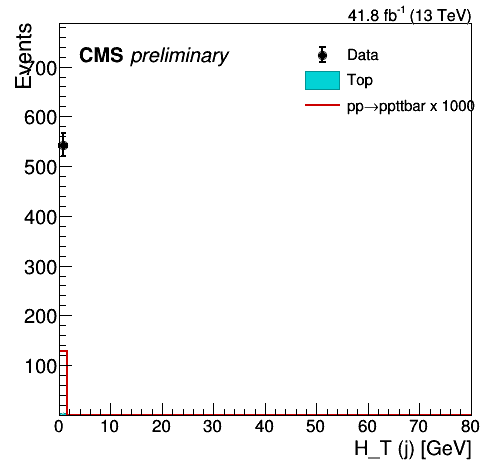 41.8 fb⁻¹ (13 TeV)
CMS preliminary
Data
Top
pp→ppttbar x 1000
Events
700
600
500
400
300
200
100
0 10 20 30 40 50 60 70 80
H_T (j) [GeV]